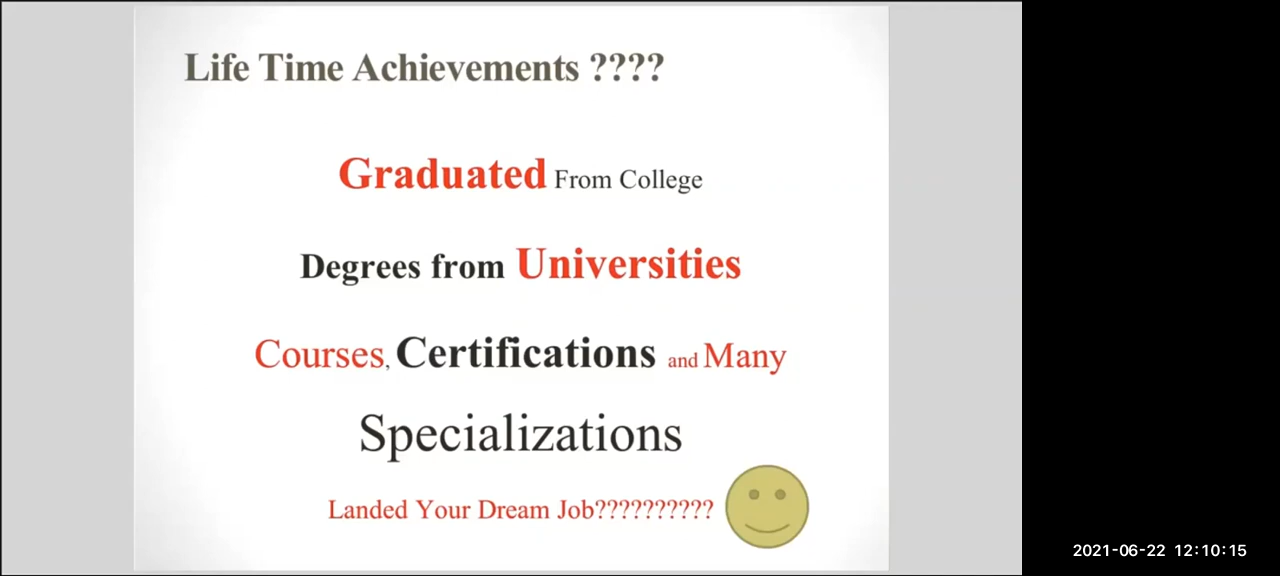 Life Time Achievements ????
Graduated From College
Degrees from Universities
Courses, Certifications and Many
Specializations
Landed Your Dream Job??????????
2021-06-22 12:10:15